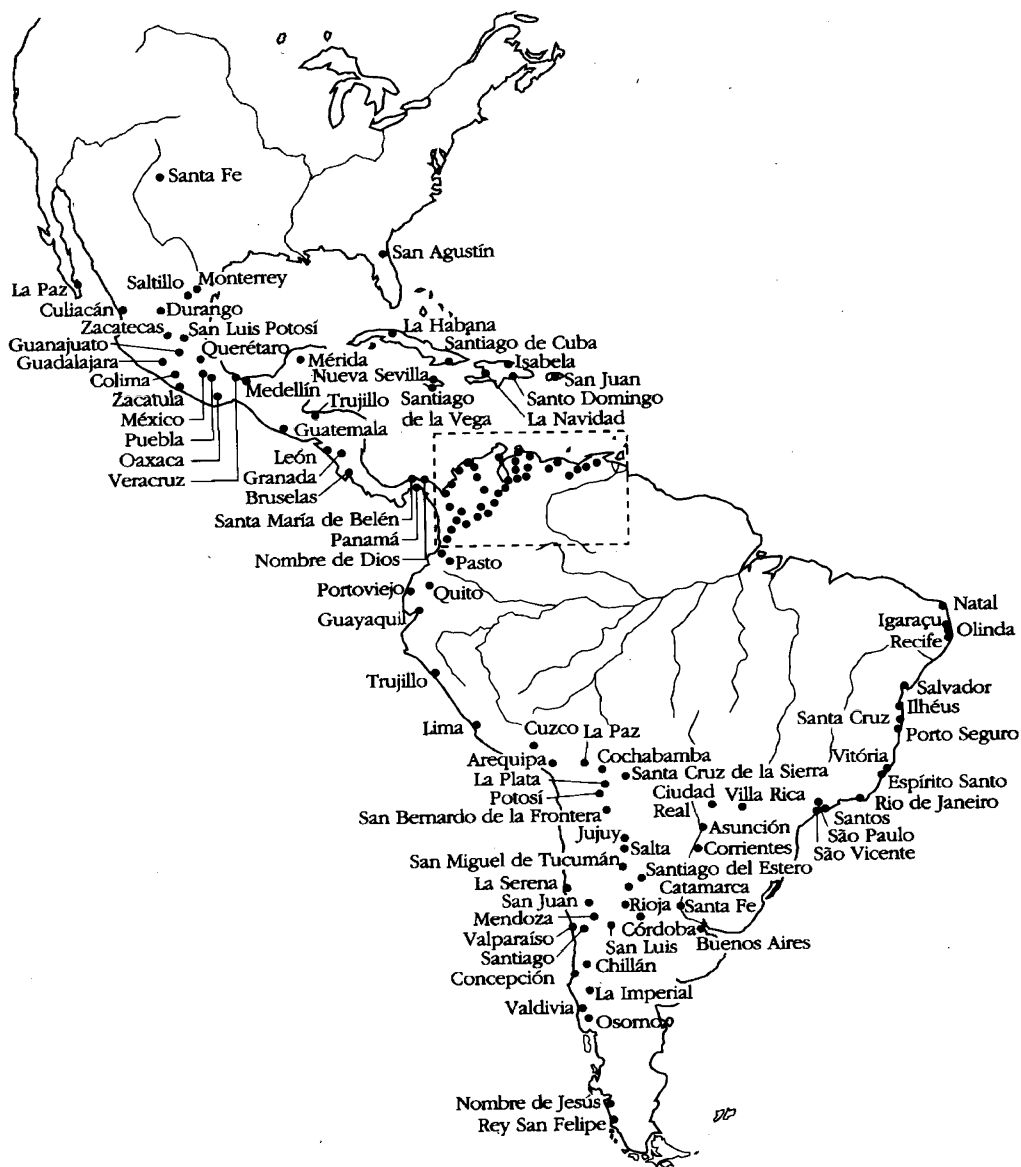 Santa Fe
San Agustín
La Paz
Saltillo
Monterrey
Culiacán
Durango
Zacatecas
San Luis Potosí
La Habana
Guanajuato
Querétaro
Santiago de Cuba
Guadalajara
Mérida
Isabela
Colima
Nueva Sevilla
San Juan
Zacatula
Medellín
Santiago
de la Vega
Santo Domingo
México
Trujillo
La Navidad
Puebla
Guatemala
Oaxaca
León
Veracruz
Granada
Bruselas
Santa María de Belén
Panamá
Nombre de Dios
Pasto
Portoviejo
Quito
Guayaquil
Natal
Igaraçu
Olinda
Recife
Trujillo
Salvador
Ilhéus
Lima
Cuzco
La Paz
Santa Cruz
Porto Seguro
Arequipa
Cochabamba
Vitória
La Plata
Santa Cruz de la Sierra
Espírito Santo
Potosí
Ciudad
Real
Villa Rica
Rio de Janeiro
San Bernardo de la Frontera
Santos
Jujuy
Asunción
São Paulo
Salta
Corrientes
São Vicente
San Miguel de Tucumán
Santiago del Estero
La Serena
Catamarca
San Juan
Rioja
Santa Fe
Mendoza
Córdoba
Valparaíso
San Luis
Buenos Aires
Santiago
Chillán
Concepción
La Imperial
Valdivia
Osorno
Nombre de Jesús
Rey San Felipe